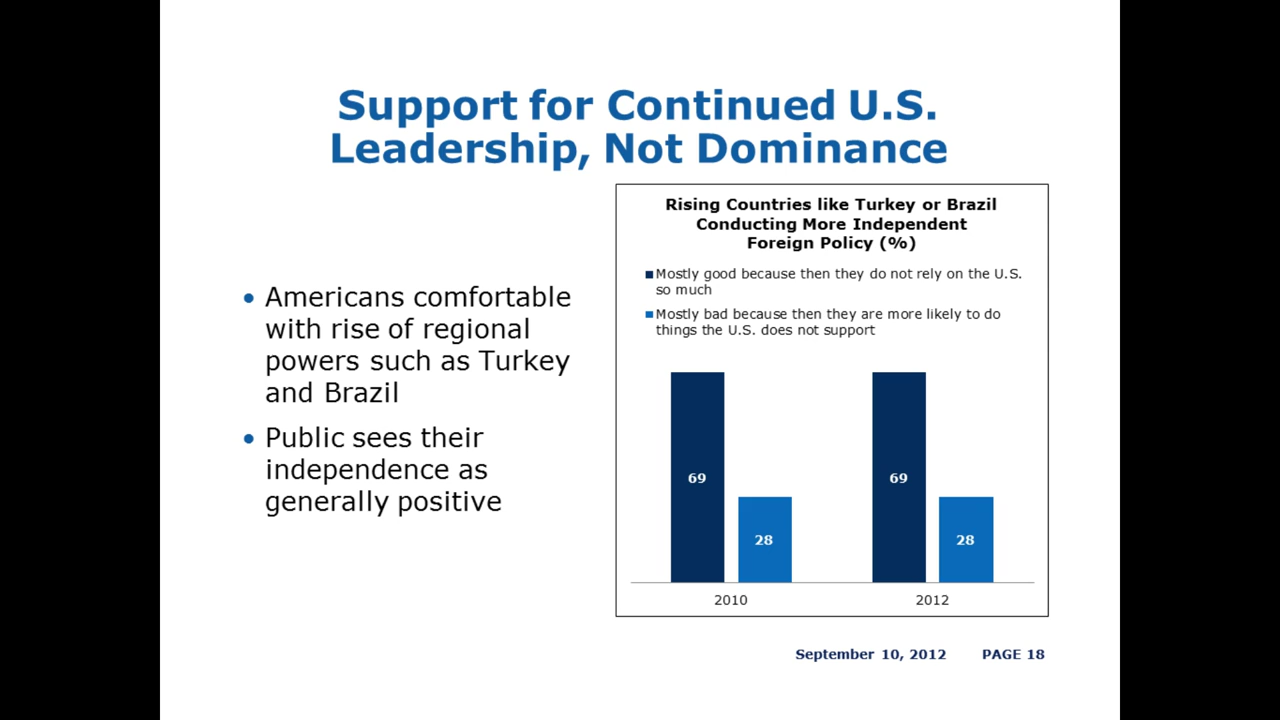 Support for Continued U.S.
Leadership, Not Dominance
• Americans comfortable
with rise of regional
powers such as Turkey
and Brazil
• Public sees their
independence as
generally positive
Rising Countries like Turkey or Brazil
Conducting More Independent
Foreign Policy (%)
Mostly good because then they do not rely on the U.S.
so much
Mostly bad because then they are more likely to do
things the U.S. does not support
69
28
69
28
2010
2012
September 10, 2012 PAGE 18